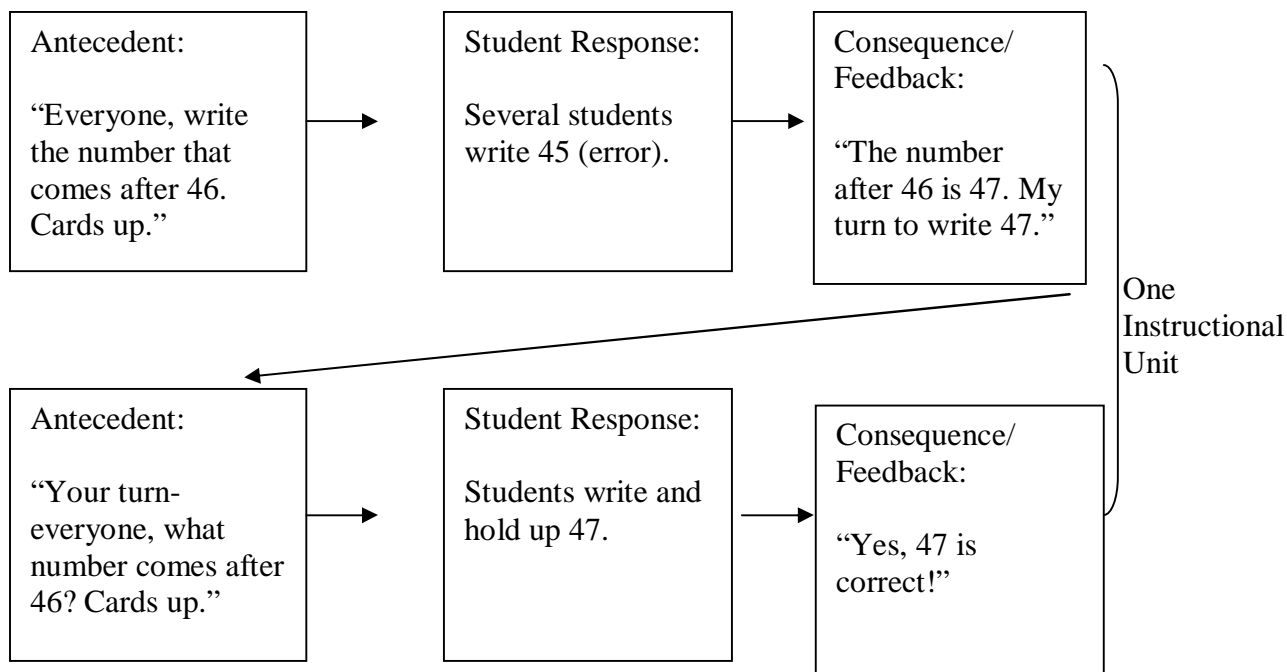 Antecedent:
“Everyone, write
the number that
comes after 46.
Cards up.”
Student Response:
Several students
write 45 (error).
Consequence/
Feedback:
“The number
after 46 is 47. My
turn to write 47.”
One
Instructional
Unit
Antecedent:
“Your turn-
everyone, what
number comes after
46? Cards up.”
Student Response:
Students write and
hold up 47.
Consequence/
Feedback:
“Yes, 47 is
correct!”